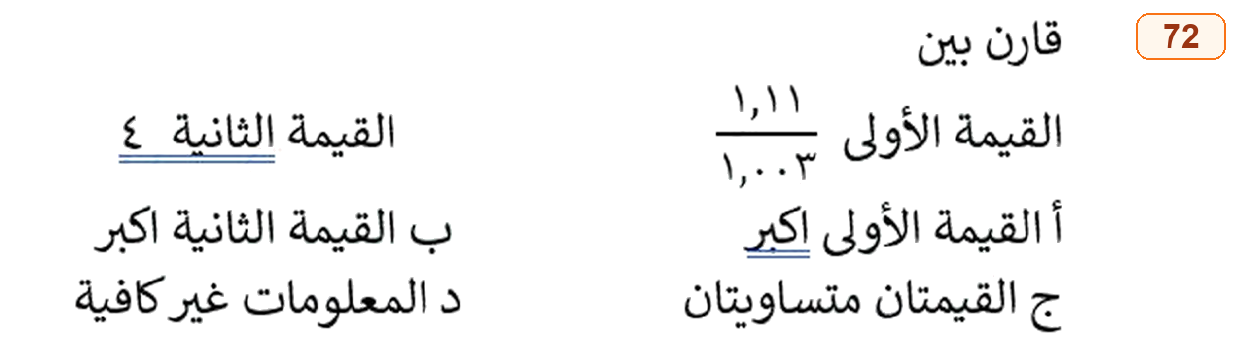 72
قارن بين
القيمة الأولى ١,١١ / ١,٠٠٣ القيمة الثانية ٤
أ القيمة الأولى اكبر ب القيمة الثانية اكبر
ج القيمتان متساويتان د المعلومات غير كافية